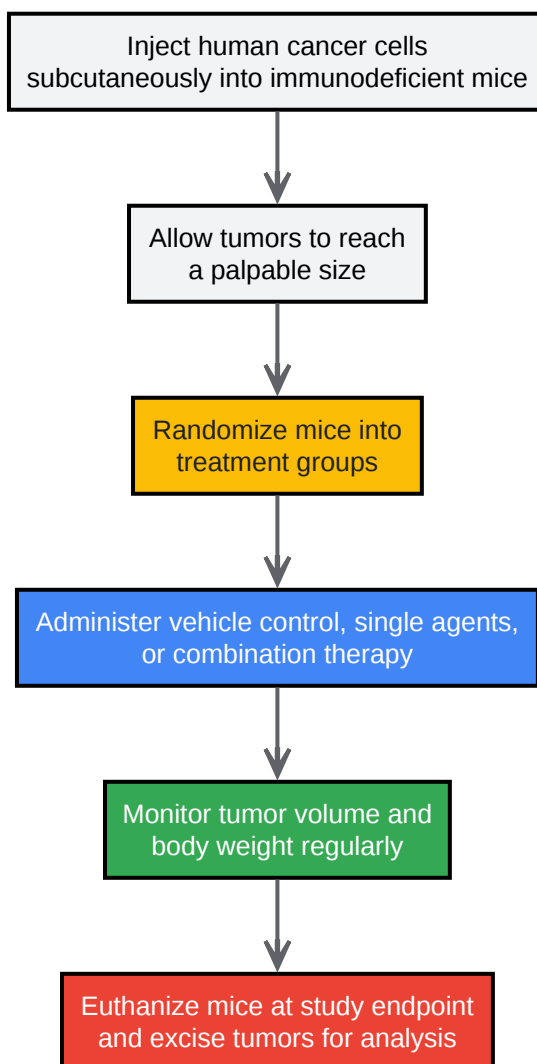 Inject human cancer cells
subcutaneously into immunodeficient mice
Allow tumors to reach
a palpable size
Randomize mice into
treatment groups
Administer vehicle control, single agents,
or combination therapy
Monitor tumor volume and
body weight regularly
Euthanize mice at study endpoint
and excise tumors for analysis